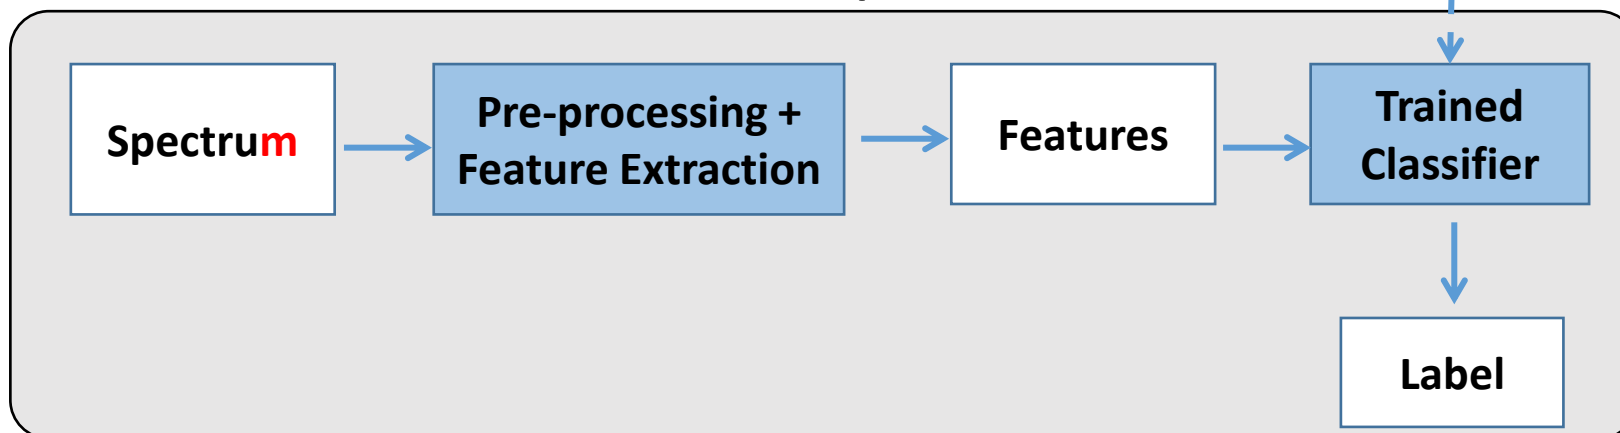 Spectrum
Pre-processing +
Feature Extraction
Features
Trained
Classifier
Label